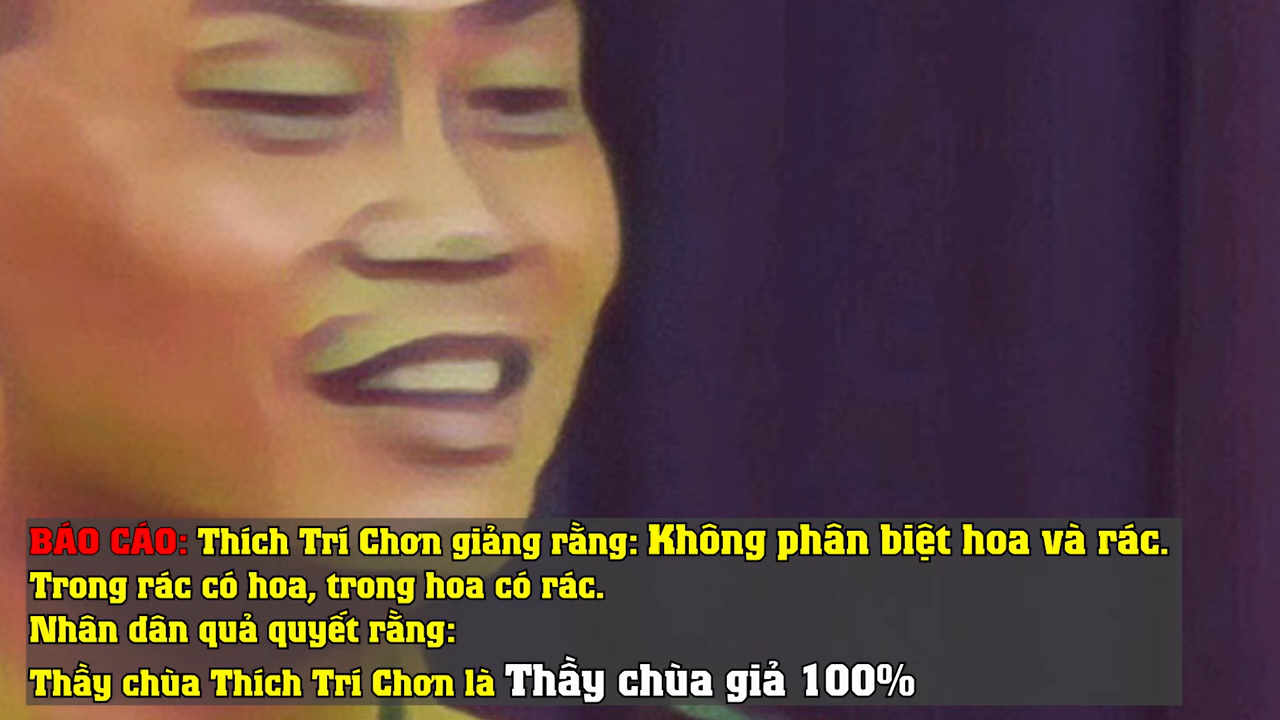 BÁO CÁO: Thích Trí Chơn giảng rằng: Không phân biệt hoa và rác.
Trong rác có hoa, trong hoa có rác.
Nhân dân quả quyết rằng:
Thầy chùa Thích Trí Chơn là Thầy chùa giả 100%